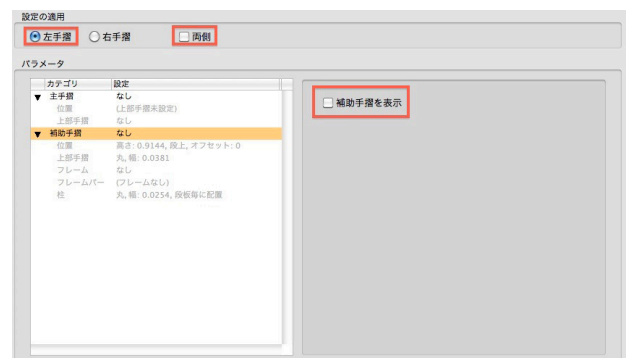 設定の適用
左手摺 右手摺 両側
パラメータ
カテゴリ 設定
主手摺 なし
位置 (上部手摺未設定)
上部手摺 なし
補助手摺 なし
位置 高さ: 0.9144, 段上, オフセット: 0
上部手摺 丸, 幅: 0.0381
フレーム なし
フレームバー (フレームなし)
柱 丸, 幅: 0.0254, 段板毎に配置
補助手摺を表示